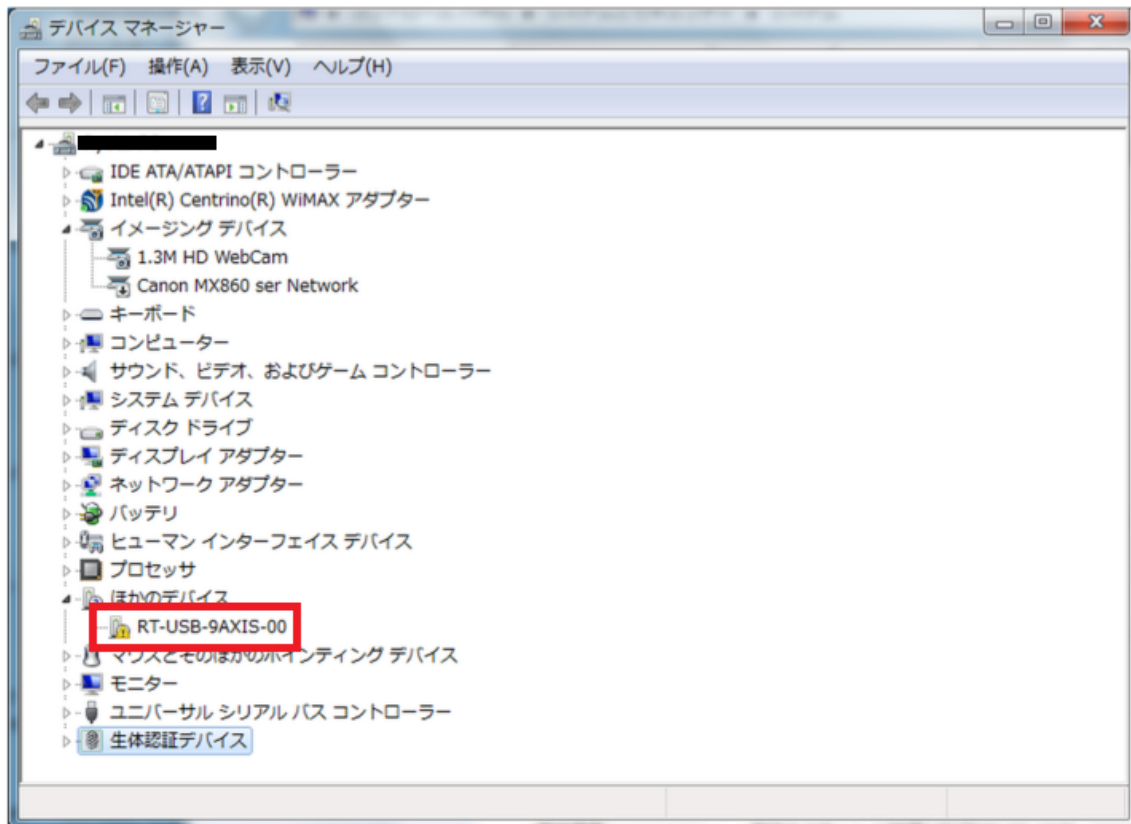 デバイス マネージャー
ファイル(F) 操作(A) 表示(V) ヘルプ(H)
IDE ATA/ATAPI コントローラー
Intel(R) Centrino(R) WiMAX アダプター
イメージング デバイス
1.3M HD WebCam
Canon MX860 ser Network
キーボード
コンピューター
サウンド、ビデオ、およびゲーム コントローラー
システム デバイス
ディスク ドライブ
ディスプレイ アダプター
ネットワーク アダプター
バッテリ
ヒューマン インターフェイス デバイス
プロセッサ
ほかのデバイス
RT-USB-9AXIS-00
マウスとそのほかのポインティング デバイス
モニター
ユニバーサル シリアル バス コントローラー
生体認証デバイス